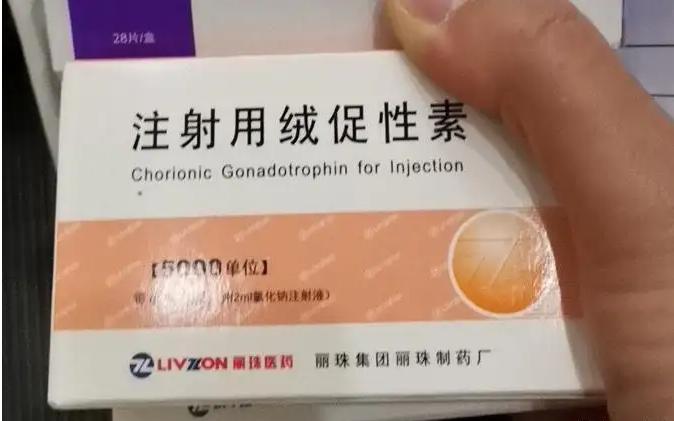 28片/盒
注射用绒促性素
Chorionic Gonadotrophin for Injection
【5000单位】
2ml氯化钠注射液）
LIVZON 丽珠医药 丽珠集团丽珠制药厂